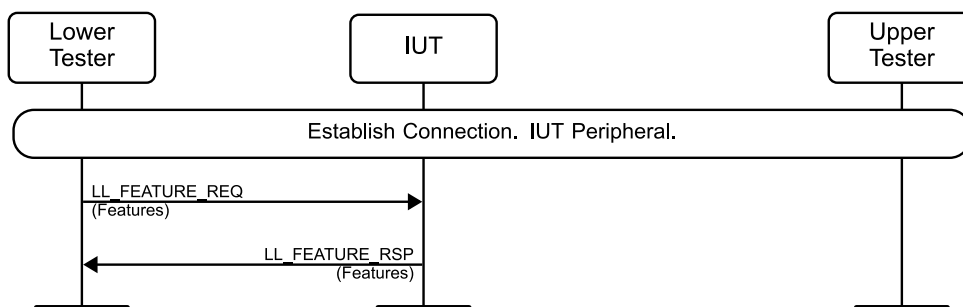 Lower
Tester
IUT
Upper
Tester
Establish Connection. IUT Peripheral.
LL_FEATURE_REQ
(Features)
LL_FEATURE_RSP
(Features)